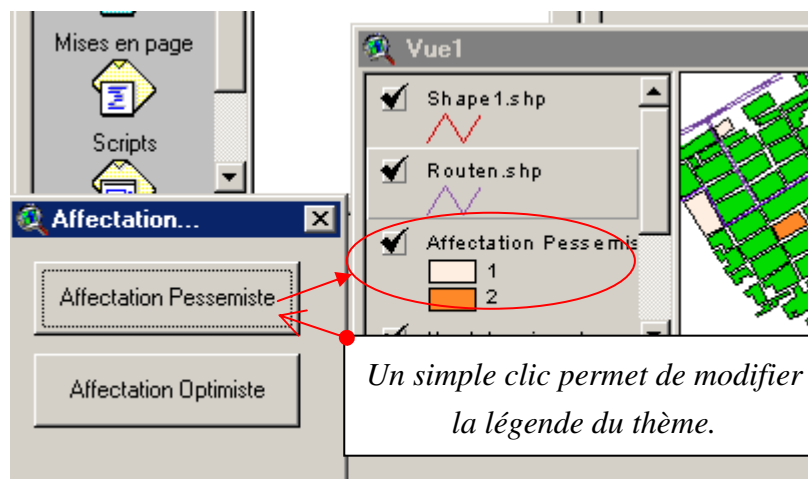 Mises en page
Scripts
Vue1
Shape1.shp
Routen.shp
Affectation Pessemis
1
2
Affectation...
Affectation Pessemiste
Affectation Optimiste
Un simple clic permet de modifier
la légende du thème.